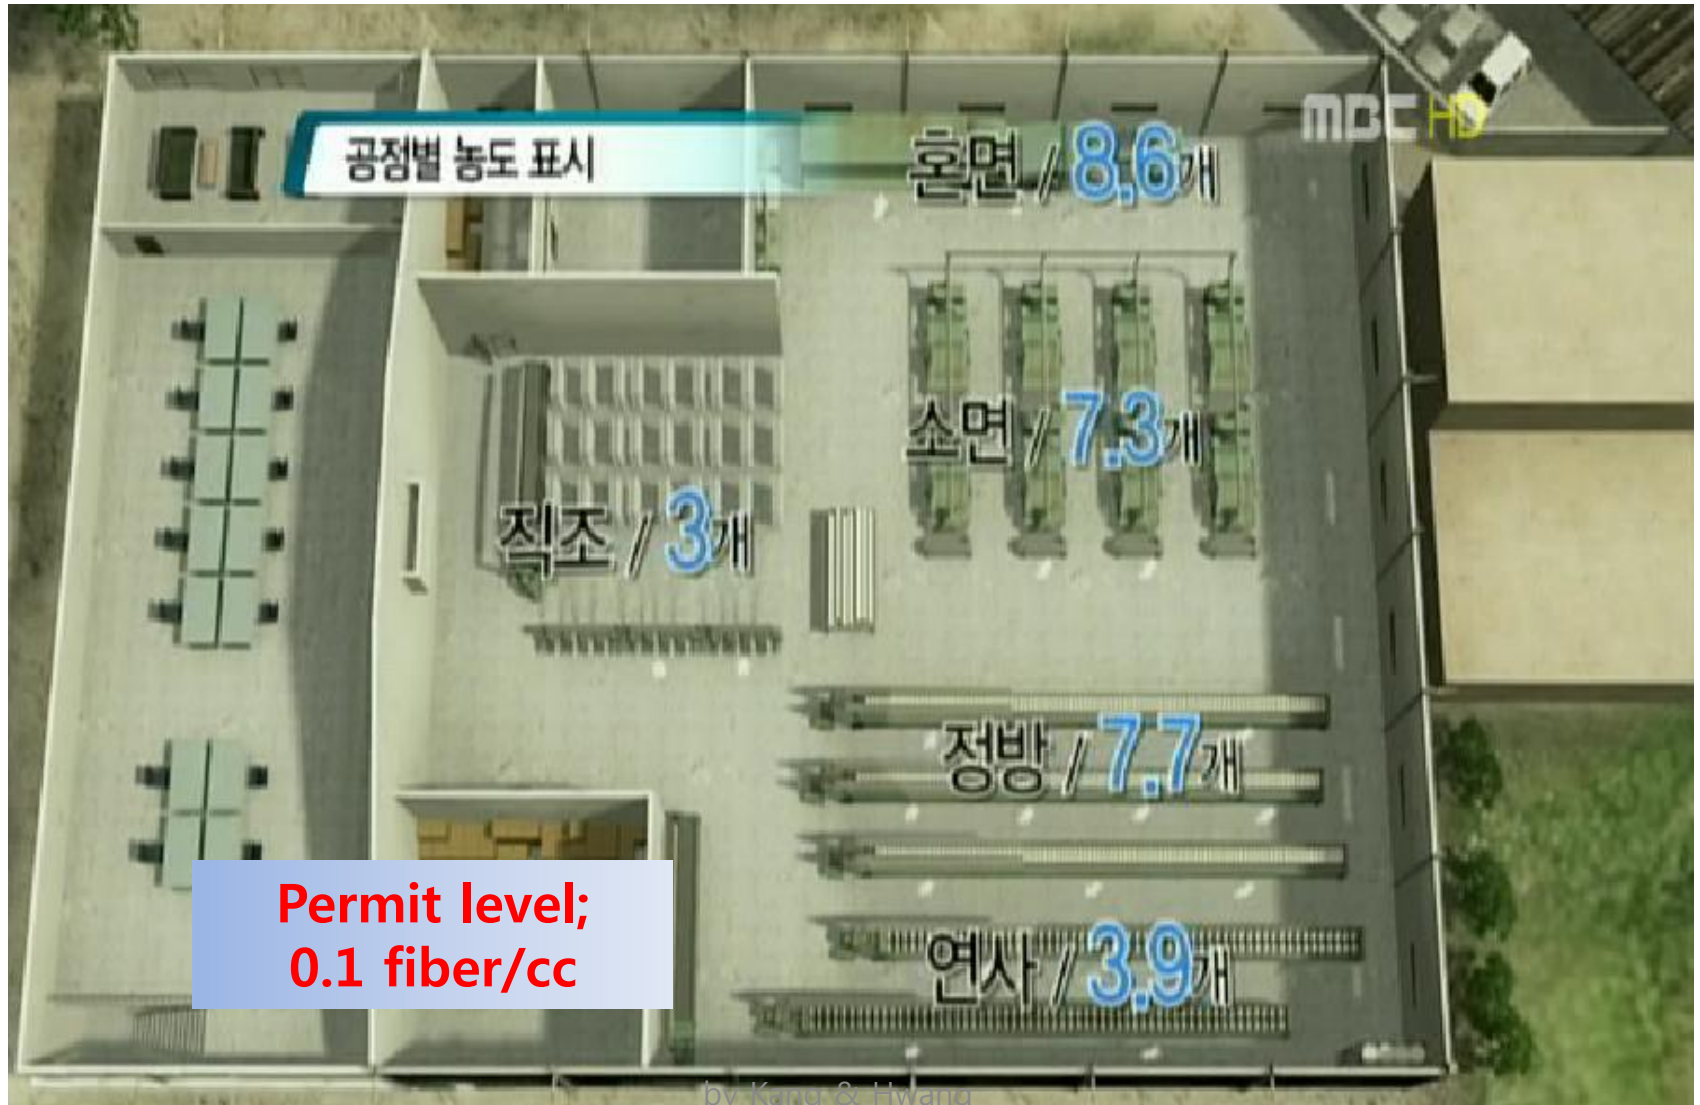 MBC HD
공정별 농도 표시
혼면 / 8.6개
소면 / 7.3개
직조 / 3개
정방 / 7.7개
연사 / 3.9개
Permit level;
0.1 fiber/cc
by Kang & Hwang